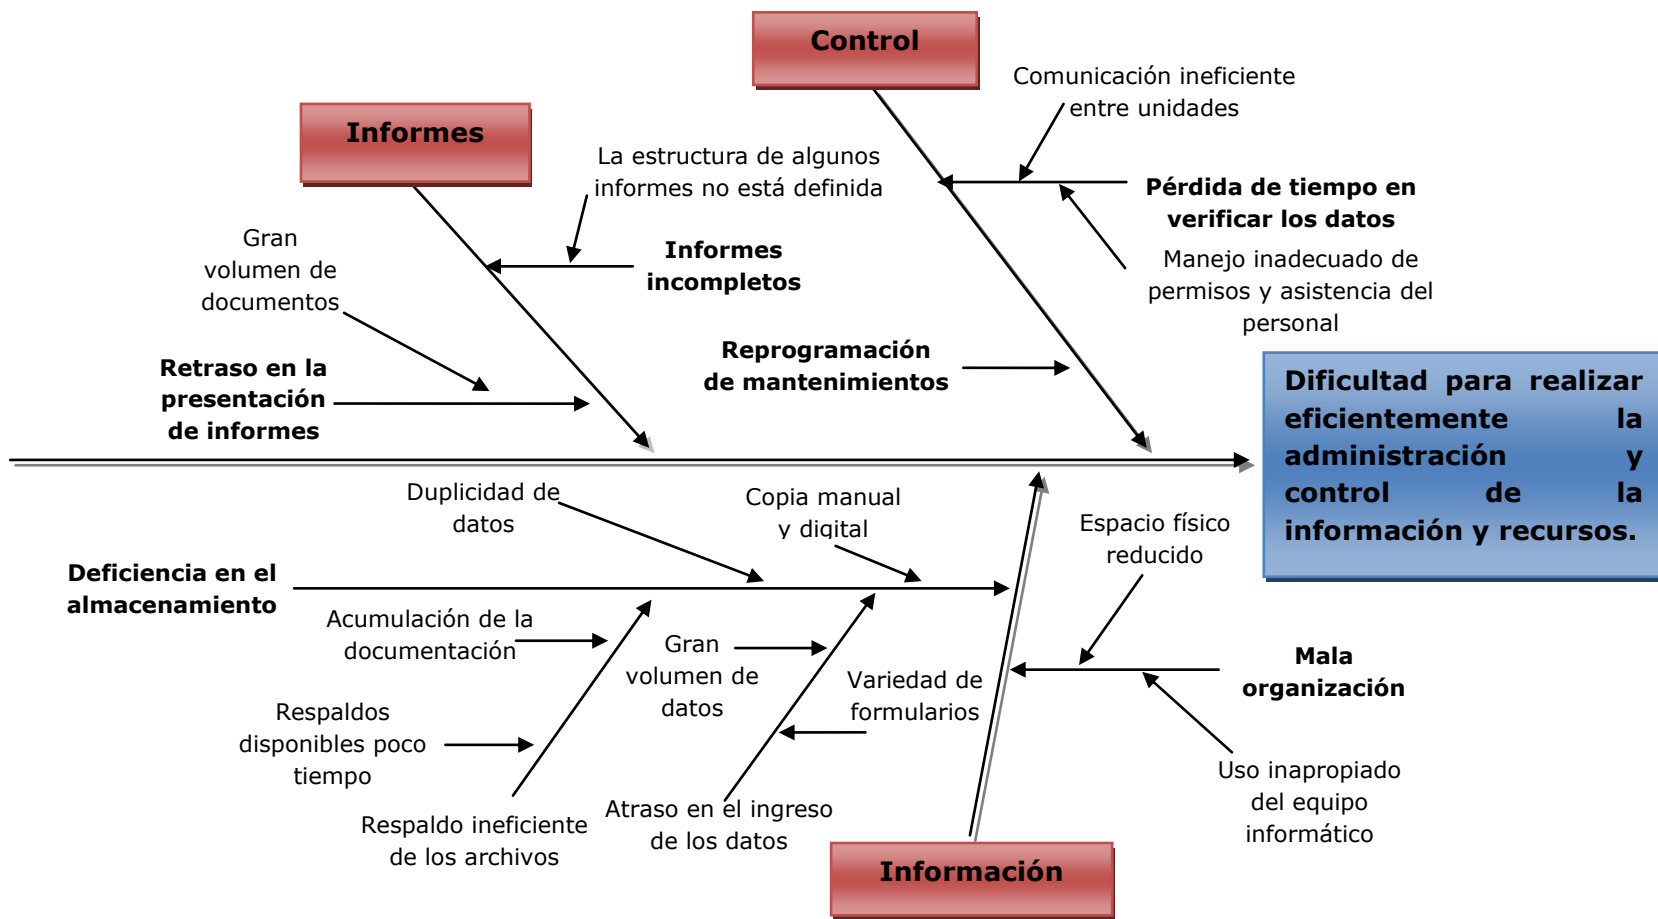 Control
Comunicación ineficiente
entre unidades
Informes
La estructura de algunos
informes no está definida
Pérdida de tiempo en
verificar los datos
Gran
volumen de
documentos
Informes
incompletos
Manejo inadecuado de
permisos y asistencia del
personal
Retraso en la
presentación
de informes
Reprogramación
de mantenimientos
Dificultad para realizar
eficientemente la
administración y
control de la
información y recursos.
Duplicidad de
datos
Copia manual
y digital
Espacio físico
reducido
Deficiencia en el
almacenamiento
Acumulación de la
documentación
Gran
volumen de
datos
Variedad de
formularios
Mala
organización
Respaldos
disponibles poco
tiempo
Uso inapropiado
del equipo
informático
Respaldo ineficiente
de los archivos
Atraso en el ingreso
de los datos
Información